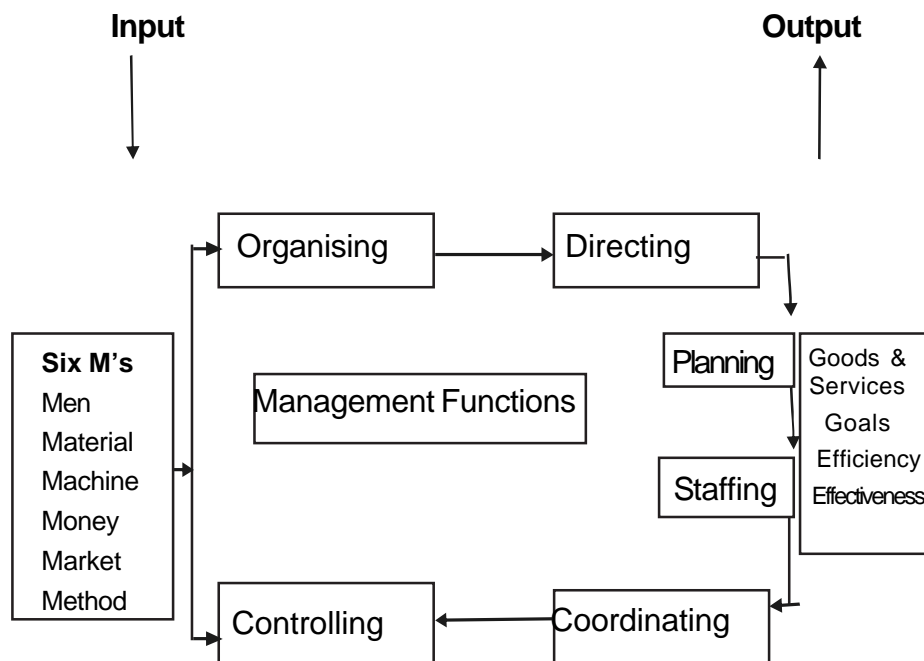 Input
Output
Organising
Directing
Six M's
Men
Material
Machine
Money
Market
Method
Management Functions
Planning
Staffing
Goods &
Services
Goals
Efficiency
Effectiveness
Controlling
Coordinating